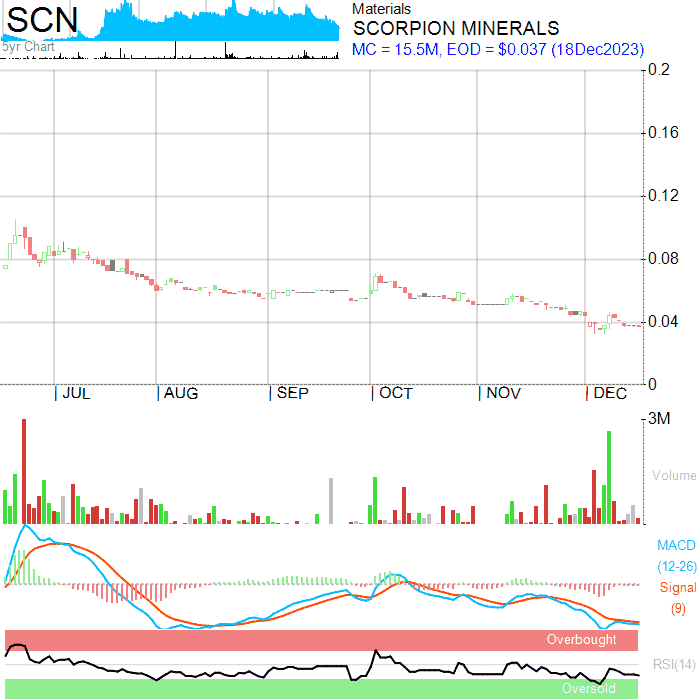 SCN
5yr Chart
Materials
SCORPION MINERALS
MC = 15.5M, EOD = $0.037 (18Dec2023)
0.2
0.16
0.12
0.08
0.04
0
JUL AUG SEP OCT NOV DEC
3M
Volume
MACD
(12-26)
Signal
(9)
Overbought
RSI(14)
Oversold